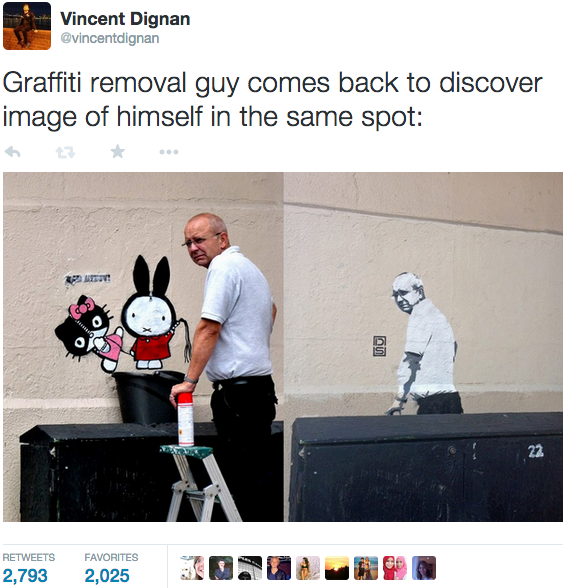 Vincent Dignan
@vincentdignan
Graffiti removal guy comes back to discover
image of himself in the same spot:
DS
22
RETWEETS
FAVORITES
2,793
2,025